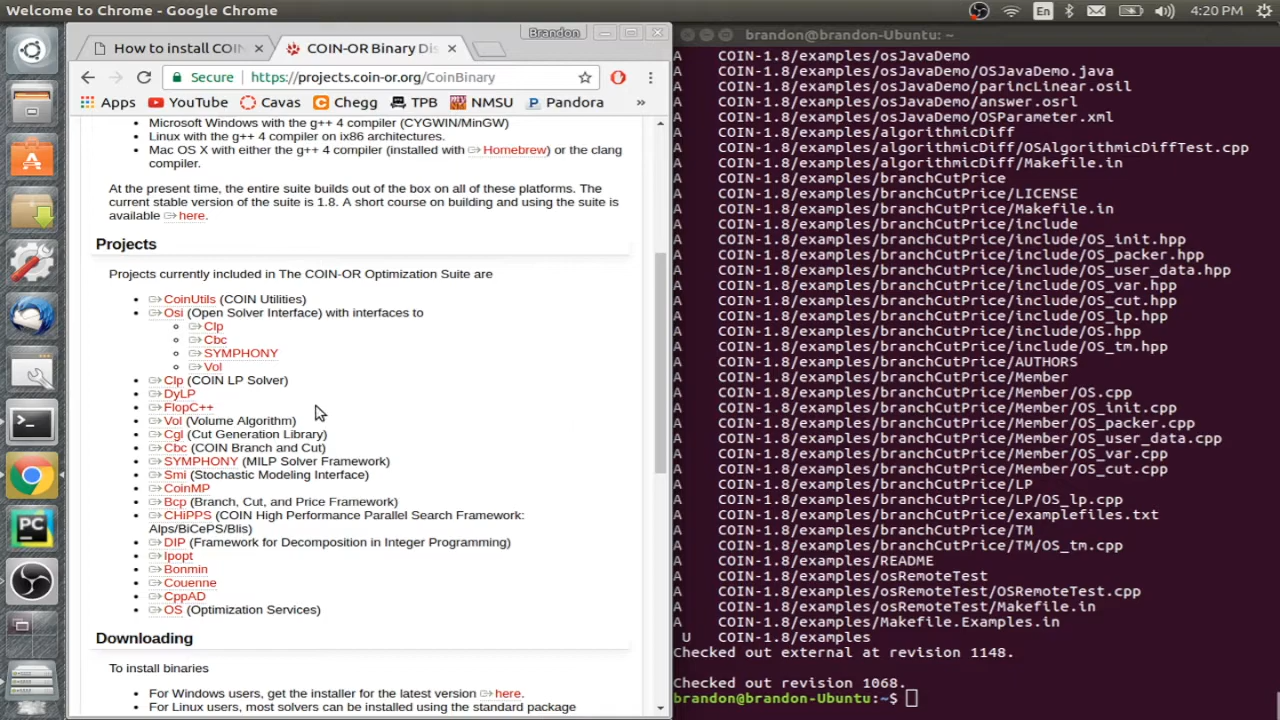 Welcome to Chrome - Google Chrome
En
4:20 PM
How to install COIN
COIN-OR Binary Dis
Brandon
Secure
https://projects.coin-or.org/CoinBinary
Apps
YouTube
Cavas
Chegg
TPB
NMSU
Pandora
»
Microsoft Windows with the g++ 4 compiler (CYGWIN/MinGW)
Linux with the g++ 4 compiler on ix86 architectures.
Mac OS X with either the g++ 4 compiler (installed with Homebrew) or the clang
compiler.
At the present time, the entire suite builds out of the box on all of these platforms. The
current stable version of the suite is 1.8. A short course on building and using the suite is
available here.
Projects
Projects currently included in The COIN-OR Optimization Suite are
CoinUtils (COIN Utilities)
Osi (Open Solver Interface) with interfaces to
Clp
Cbc
SYMPHONY
Vol
Clp (COIN LP Solver)
DyLP
FlopC++
Vol (Volume Algorithm)
Cgl (Cut Generation Library)
Cbc (COIN Branch and Cut)
SYMPHONY (MILP Solver Framework)
Smi (Stochastic Modeling Interface)
CoinMP
Bcp (Branch, Cut, and Price Framework)
CHiPPS (COIN High Performance Parallel Search Framework:
Alps/BiCePS/Blis)
DIP (Framework for Decomposition in Integer Programming)
Ipopt
Bonmin
Couenne
CppAD
OS (Optimization Services)
Downloading
To install binaries
For Windows users, get the installer for the latest version here.
For Linux users, most solvers can be installed using the standard package
PC
brandon@brandon-Ubuntu: ~
A COIN-1.8/examples/osJavaDemo
A COIN-1.8/examples/osJavaDemo/OSJavaDemo.java
A COIN-1.8/examples/osJavaDemo/parincLinear.osil
A COIN-1.8/examples/osJavaDemo/answer.osrl
A COIN-1.8/examples/osJavaDemo/OSParameter.xml
A COIN-1.8/examples/algorithmicDiff
A COIN-1.8/examples/algorithmicDiff/OSAlgorithmicDiffTest.cpp
A COIN-1.8/examples/algorithmicDiff/Makefile.in
A COIN-1.8/examples/branchCutPrice
A COIN-1.8/examples/branchCutPrice/LICENSE
A COIN-1.8/examples/branchCutPrice/Makefile.in
A COIN-1.8/examples/branchCutPrice/include
A COIN-1.8/examples/branchCutPrice/include/OS_init.hpp
A COIN-1.8/examples/branchCutPrice/include/OS_packer.hpp
A COIN-1.8/examples/branchCutPrice/include/OS_user_data.hpp
A COIN-1.8/examples/branchCutPrice/include/OS_var.hpp
A COIN-1.8/examples/branchCutPrice/include/OS_cut.hpp
A COIN-1.8/examples/branchCutPrice/include/OS_lp.hpp
A COIN-1.8/examples/branchCutPrice/include/OS.hpp
A COIN-1.8/examples/branchCutPrice/include/OS_tm.hpp
A COIN-1.8/examples/branchCutPrice/AUTHORS
A COIN-1.8/examples/branchCutPrice/Member
A COIN-1.8/examples/branchCutPrice/Member/OS.cpp
A COIN-1.8/examples/branchCutPrice/Member/OS_init.cpp
A COIN-1.8/examples/branchCutPrice/Member/OS_packer.cpp
A COIN-1.8/examples/branchCutPrice/Member/OS_user_data.cpp
A COIN-1.8/examples/branchCutPrice/Member/OS_var.cpp
A COIN-1.8/examples/branchCutPrice/Member/OS_cut.cpp
A COIN-1.8/examples/branchCutPrice/LP
A COIN-1.8/examples/branchCutPrice/LP/OS_lp.cpp
A COIN-1.8/examples/branchCutPrice/examplefiles.txt
A COIN-1.8/examples/branchCutPrice/TM
A COIN-1.8/examples/branchCutPrice/TM/OS_tm.cpp
A COIN-1.8/examples/branchCutPrice/README
A COIN-1.8/examples/osRemoteTest
A COIN-1.8/examples/osRemoteTest/OSRemoteTest.cpp
A COIN-1.8/examples/osRemoteTest/Makefile.in
A COIN-1.8/examples/Makefile.Examples.in
U COIN-1.8/examples
Checked out external at revision 1148.
Checked out revision 1068.
brandon@brandon-Ubuntu:~$